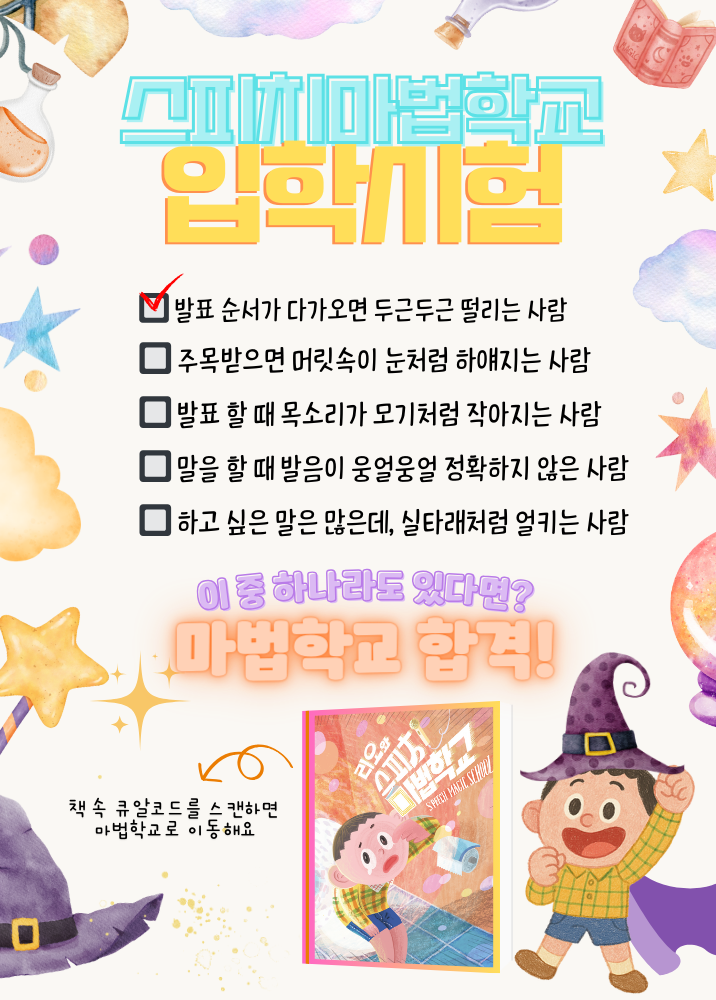 스피치마법학교
입학시험
발표 순서가 다가오면 두근두근 떨리는 사람
주목받으면 머릿속이 눈처럼 하얘지는 사람
발표 할 때 목소리가 모기처럼 작아지는 사람
말을 할 때 발음이 웅얼웅얼 정확하지 않은 사람
하고 싶은 말은 많은데, 실타래처럼 얼키는 사람
이 중 하나라도 있다면?
마법학교 합격!
책 속 큐알코드를 스캔하면
마법학교로 이동해요
리오와
스피치
마법학교
SPEECH MAGIC SCHOOL
MAGIC